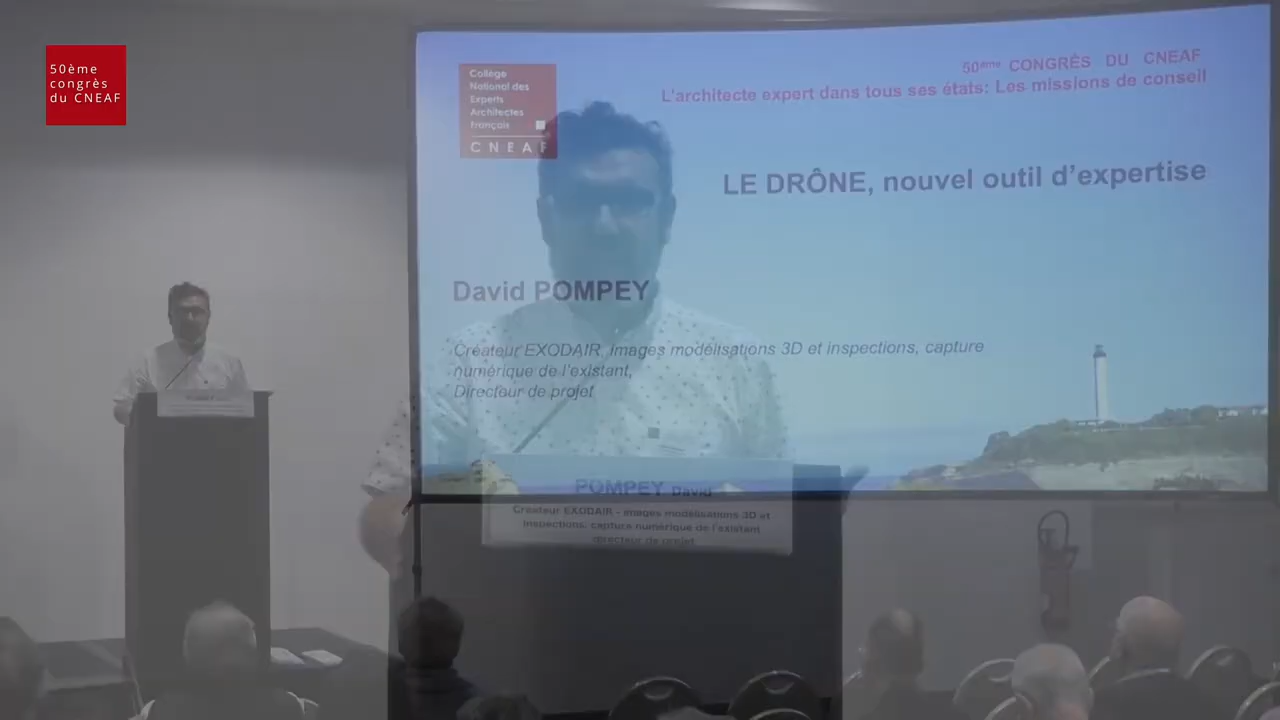 50ème
congrès
du CNEAF
Collège
National des
Experts
Architectes
Français
CNEAF
50ème CONGRÈS DU CNEAF
L'architecte expert dans tous ses états: Les missions de conseil
LE DRÔNE, nouvel outil d'expertise
David POMPEY
Créateur EXODAIR, images modélisations 3D et inspections, capture
numérique de l'existant,
Directeur de projet
POMPEY David
Créateur EXODAIR - images modélisations 3D et
inspections, capture numérique de l'existant
directeur de projet